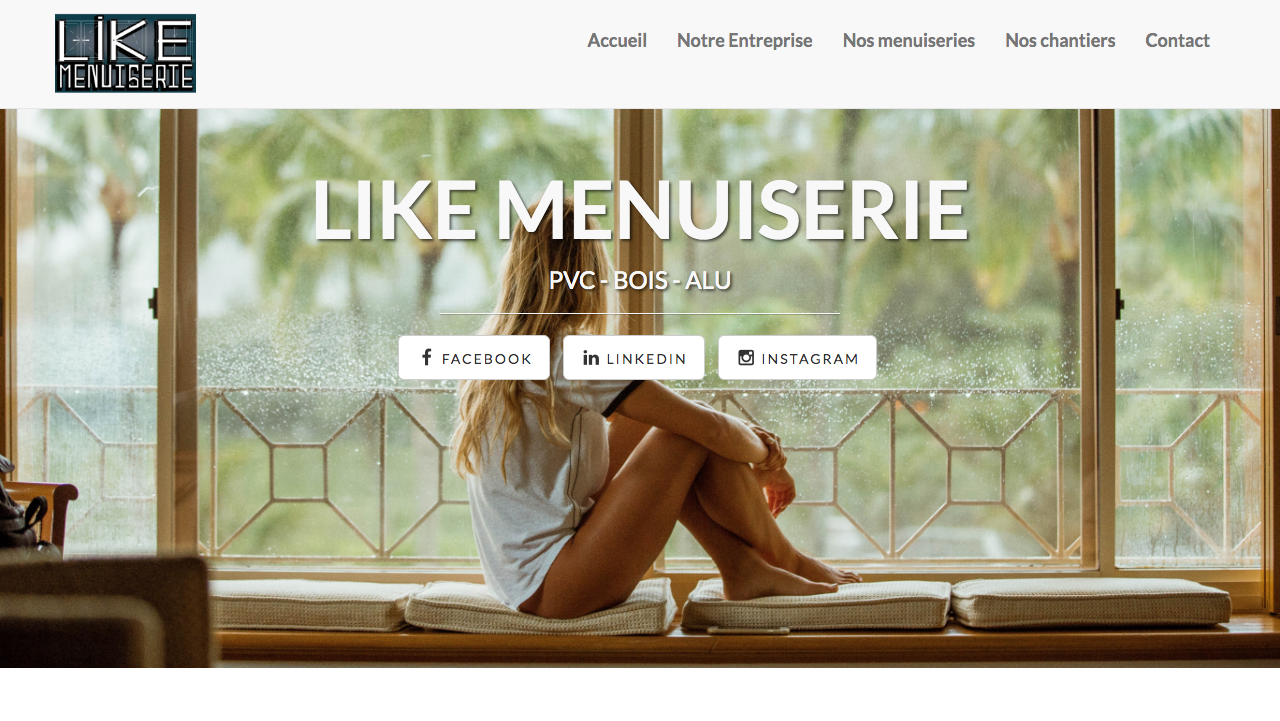 LIKE
MENUISERIE
Accueil Notre Entreprise Nos menuiseries Nos chantiers Contact
LIKE MENUISERIE
PVC - BOIS - ALU
FACEBOOK LINKEDIN INSTAGRAM